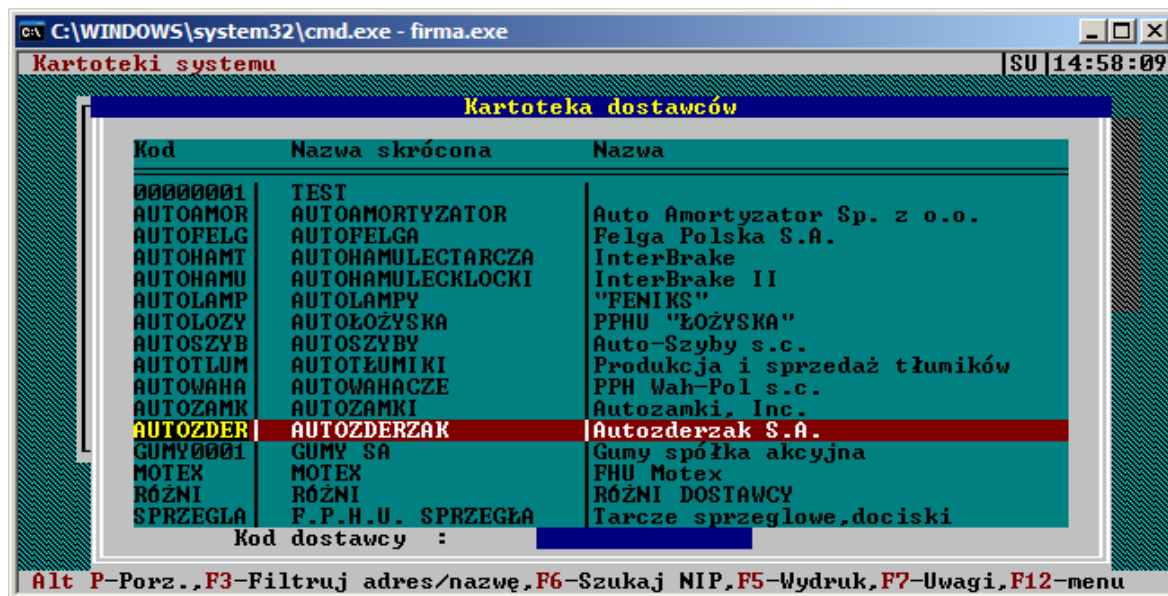 C:\WINDOWS\system32\cmd.exe - firma.exe
Kartoteki systemu |SU|14:58:09
Kartoteka dostawców
Kod Nazwa skrócona Nazwa
00000001 TEST
AUTOAMOR AUTOAMORTYZATOR Auto Amortyzator Sp. z o.o.
AUTOFELG AUTOFELGA Felga Polska S.A.
AUTOHAMT AUTOHAMULECTARCZA InterBrake
AUTOHAMU AUTOHAMULECKLOCKI InterBrake II
AUTOLAMP AUTOLAMPY "FENIKS"
AUTOLOZY AUTOŁOŻYSKA PPHU "ŁOŻYSKA"
AUTOSZYB AUTOSZYBY Auto-Szyby s.c.
AUTOTLUM AUTOTŁUMIKI Produkcja i sprzedaż tłumików
AUTOWAHA AUTOWAHACZE PPH Wah-Pol s.c.
AUTOZAMK AUTOZAMKI Autozamki, Inc.
AUTOZDER AUTOZDERZAK Autozderzak S.A.
GUMY0001 GUMY SA Gumy spółka akcyjna
MOTEX MOTEX FHU Motex
RÓŻNI RÓŻNI RÓŻNI DOSTAWCY
SPRZEGLA F.P.H.U. SPRZEGŁA Tarcze sprzeglowe,dociski
Kod dostawcy :
Alt P-Porz.,F3-Filtruj adres/nazwę,F6-Szukaj NIP,F5-Wydruk,F7-Uwagi,F12-menu